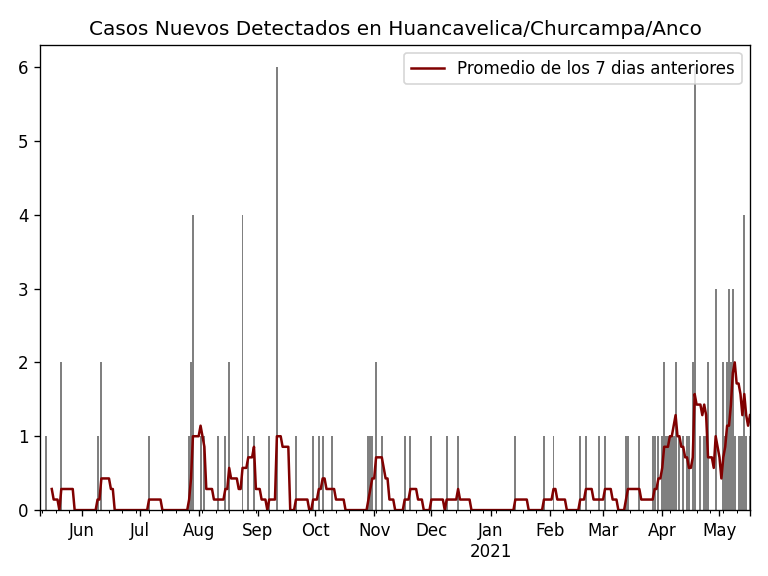 Casos Nuevos Detectados en Huancavelica/Churcampa/Anco
Promedio de los 7 dias anteriores
6
5
4
3
2
1
0
Jun Jul Aug Sep Oct Nov Dec Jan Feb Mar Apr May
2021